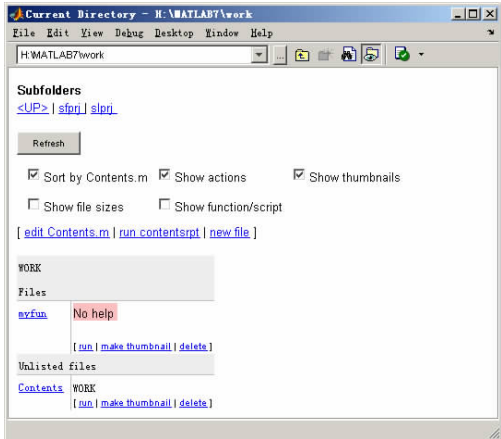 Current Directory - H:\MATLAB7\work
File Edit View Debug Desktop Window Help
H:\MATLAB7\work
...
Subfolders
<UP> | sfprj | slprj
Refresh
Sort by Contents.m Show actions Show thumbnails
Show file sizes Show function/script
[ edit Contents.m | run contentsrpt | new file ]
WORK
Files
myfun No help
[ run | make thumbnail | delete ]
Unlisted files
Contents WORK
[ run | make thumbnail | delete ]